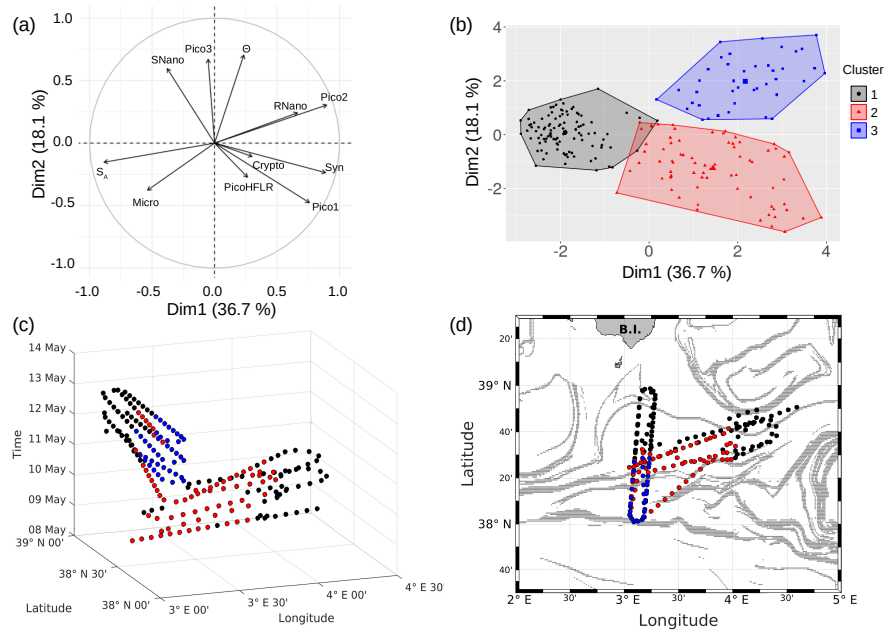 (a)
1.0
0.5
0.0
-0.5
-1.0
Dim2 (18.1 %)
Pico3
Θ
SNano
Pico2
RNano
Crypto
Syn
S_A
PicoHFLR
Micro
Pico1
-1.0
-0.5
0.0
0.5
1.0
Dim1 (36.7 %)
(b)
4
2
0
-2
Dim2 (18.1 %)
-2
0
2
4
Dim1 (36.7 %)
Cluster
1
2
3
(c)
14 May
13 May
12 May
11 May
10 May
09 May
08 May
Time
39° N 00'
38° N 30'
38° N 00'
Latitude
3° E 00'
3° E 30'
4° E 00'
4° E 30'
Longitude
(d)
B.I.
20'
39° N
40'
20'
38° N
40'
Latitude
2° E
30'
3° E
30'
4° E
30'
5° E
Longitude